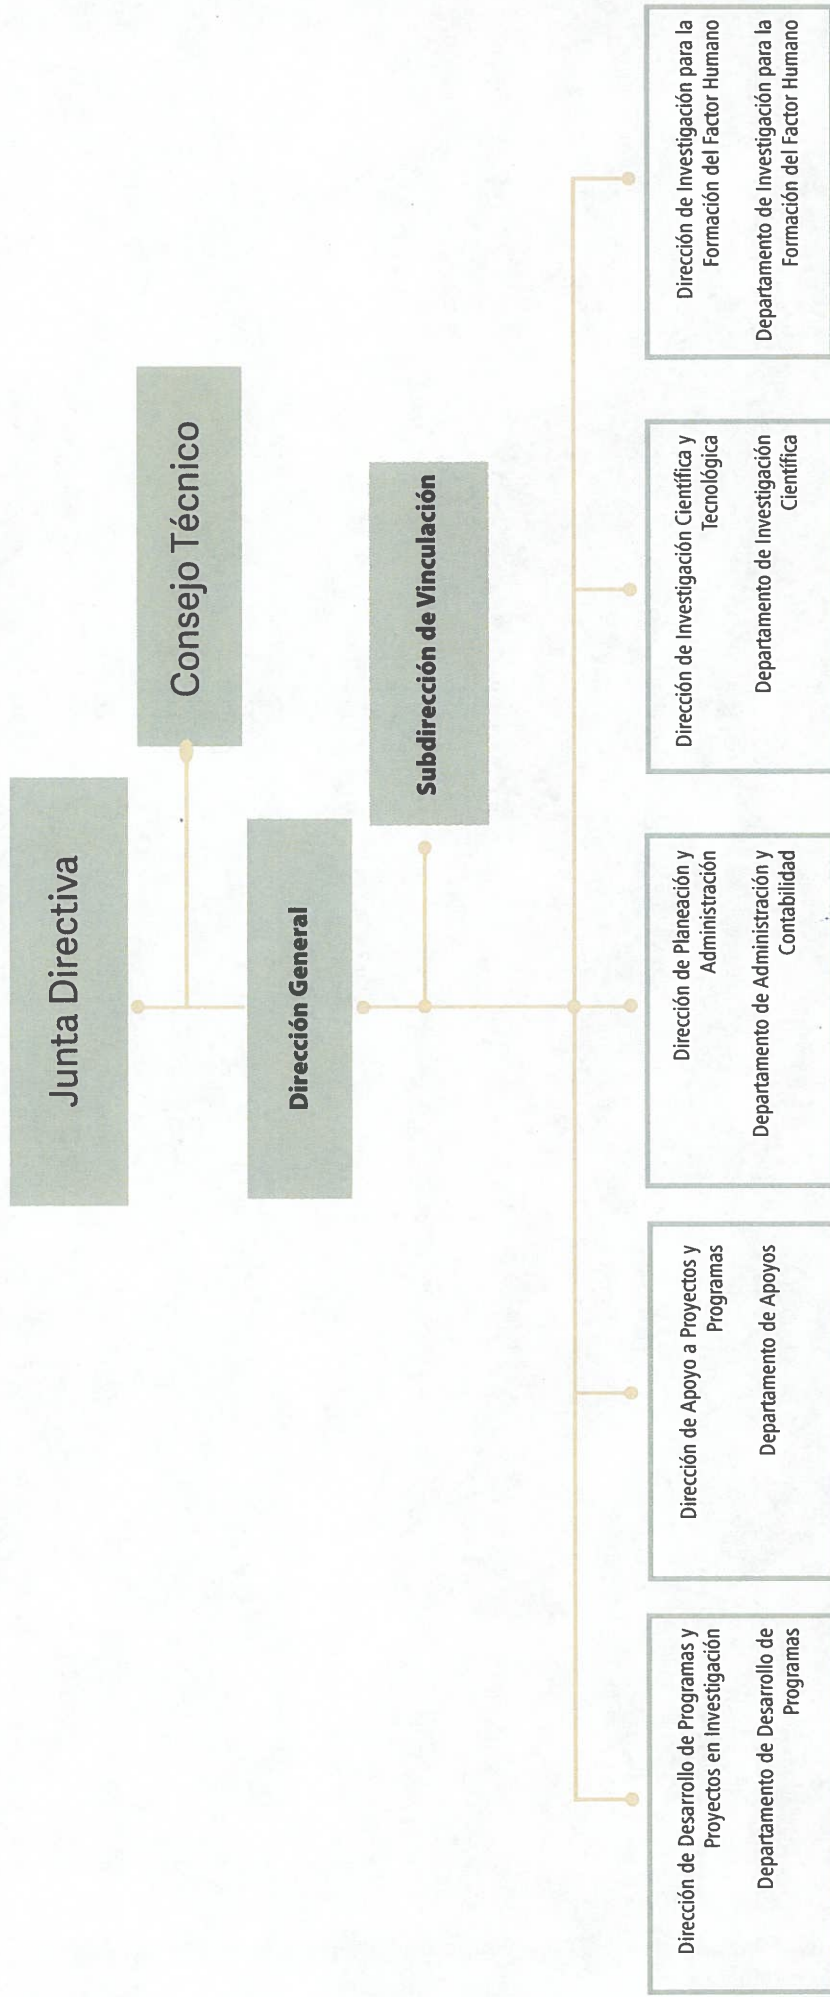 Junta Directiva
Consejo Técnico
Dirección General
Subdirección de Vinculación
Dirección de Desarrollo de Programas y
Proyectos en Investigación
Departamento de Desarrollo de
Programas
Dirección de Apoyo a Proyectos y
Programas
Departamento de Apoyos
Dirección de Planeación y
Administración
Departamento de Administración y
Contabilidad
Dirección de Investigación Científica y
Tecnológica
Departamento de Investigación
Científica
Dirección de Investigación para la
Formación del Factor Humano
Departamento de Investigación para la
Formación del Factor Humano